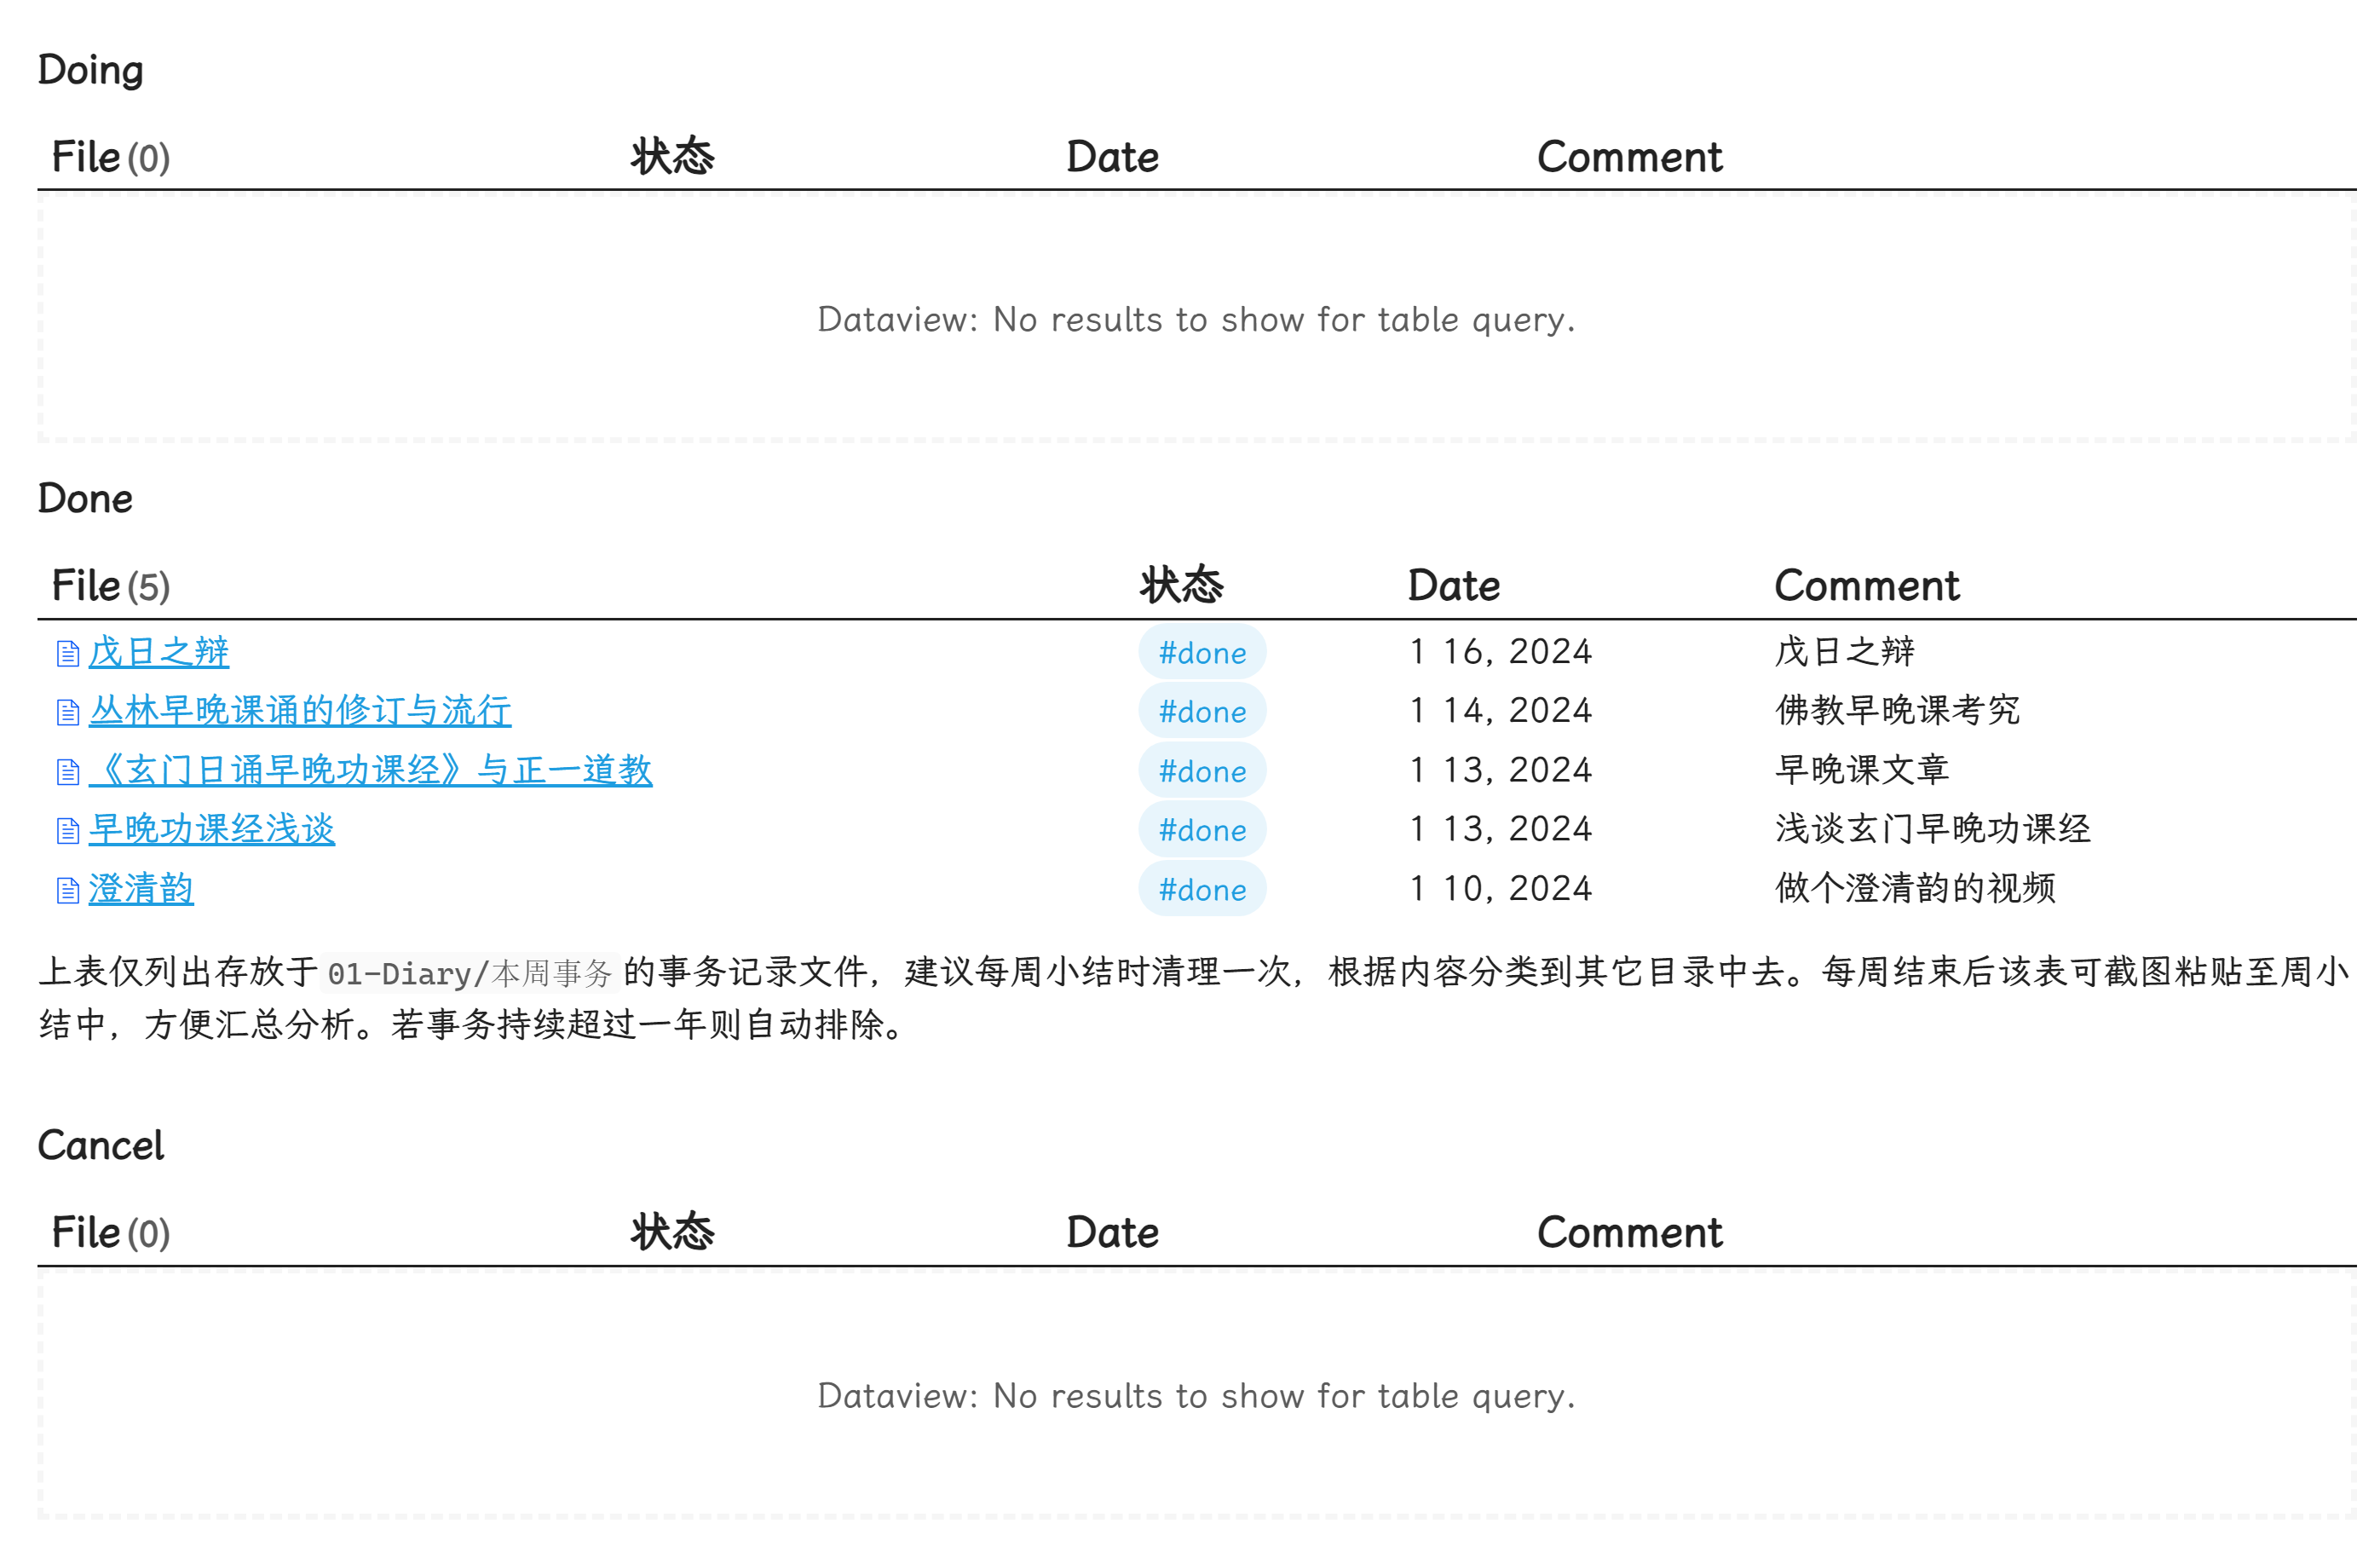 Doing
File (0) 状态 Date Comment
Dataview: No results to show for table query.
Done
File (5) 状态 Date Comment
戊日之辩 #done 1 16, 2024 戊日之辩
丛林早晚课诵的修订与流行 #done 1 14, 2024 佛教早晚课考究
《玄门日诵早晚功课经》与正一道教 #done 1 13, 2024 早晚课文章
早晚功课经浅谈 #done 1 13, 2024 浅谈玄门早晚功课经
澄清韵 #done 1 10, 2024 做个澄清韵的视频
上表仅列出存放于 01-Diary/本周事务 的事务记录文件，建议每周小结时清理一次，根据内容分类到其它目录中去。每周结束后该表可截图粘贴至周小
结中，方便汇总分析。若事务持续超过一年则自动排除。
Cancel
File (0) 状态 Date Comment
Dataview: No results to show for table query.